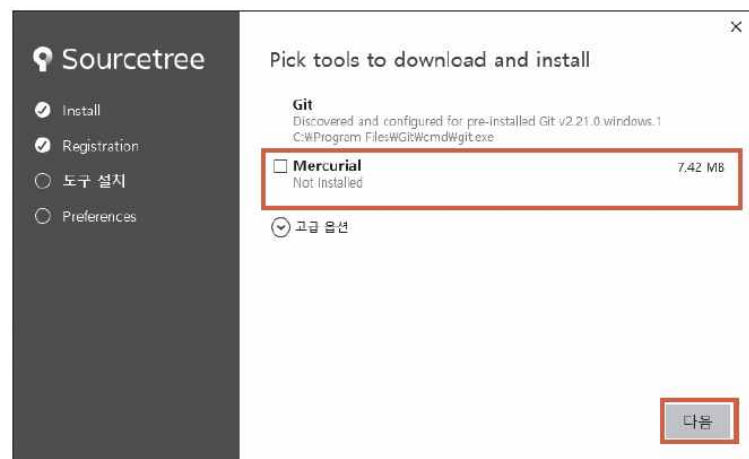 Sourcetree
Install
Registration
도구 설치
Preferences
Pick tools to download and install
Git
Discovered and configured for pre-installed Git v2.21.0.windows.1
C:₩Program Files₩Git₩cmd₩git.exe
Mercurial
7.42 MB
Not Installed
고급 옵션
다음